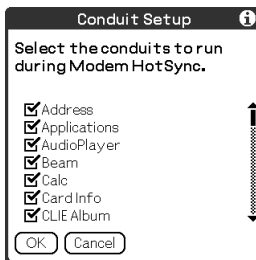 Conduit Setup
Select the conduits to run
during Modem HotSync.
Address
Applications
AudioPlayer
Beam
Calc
Card Info
CLIE Album
OK Cancel